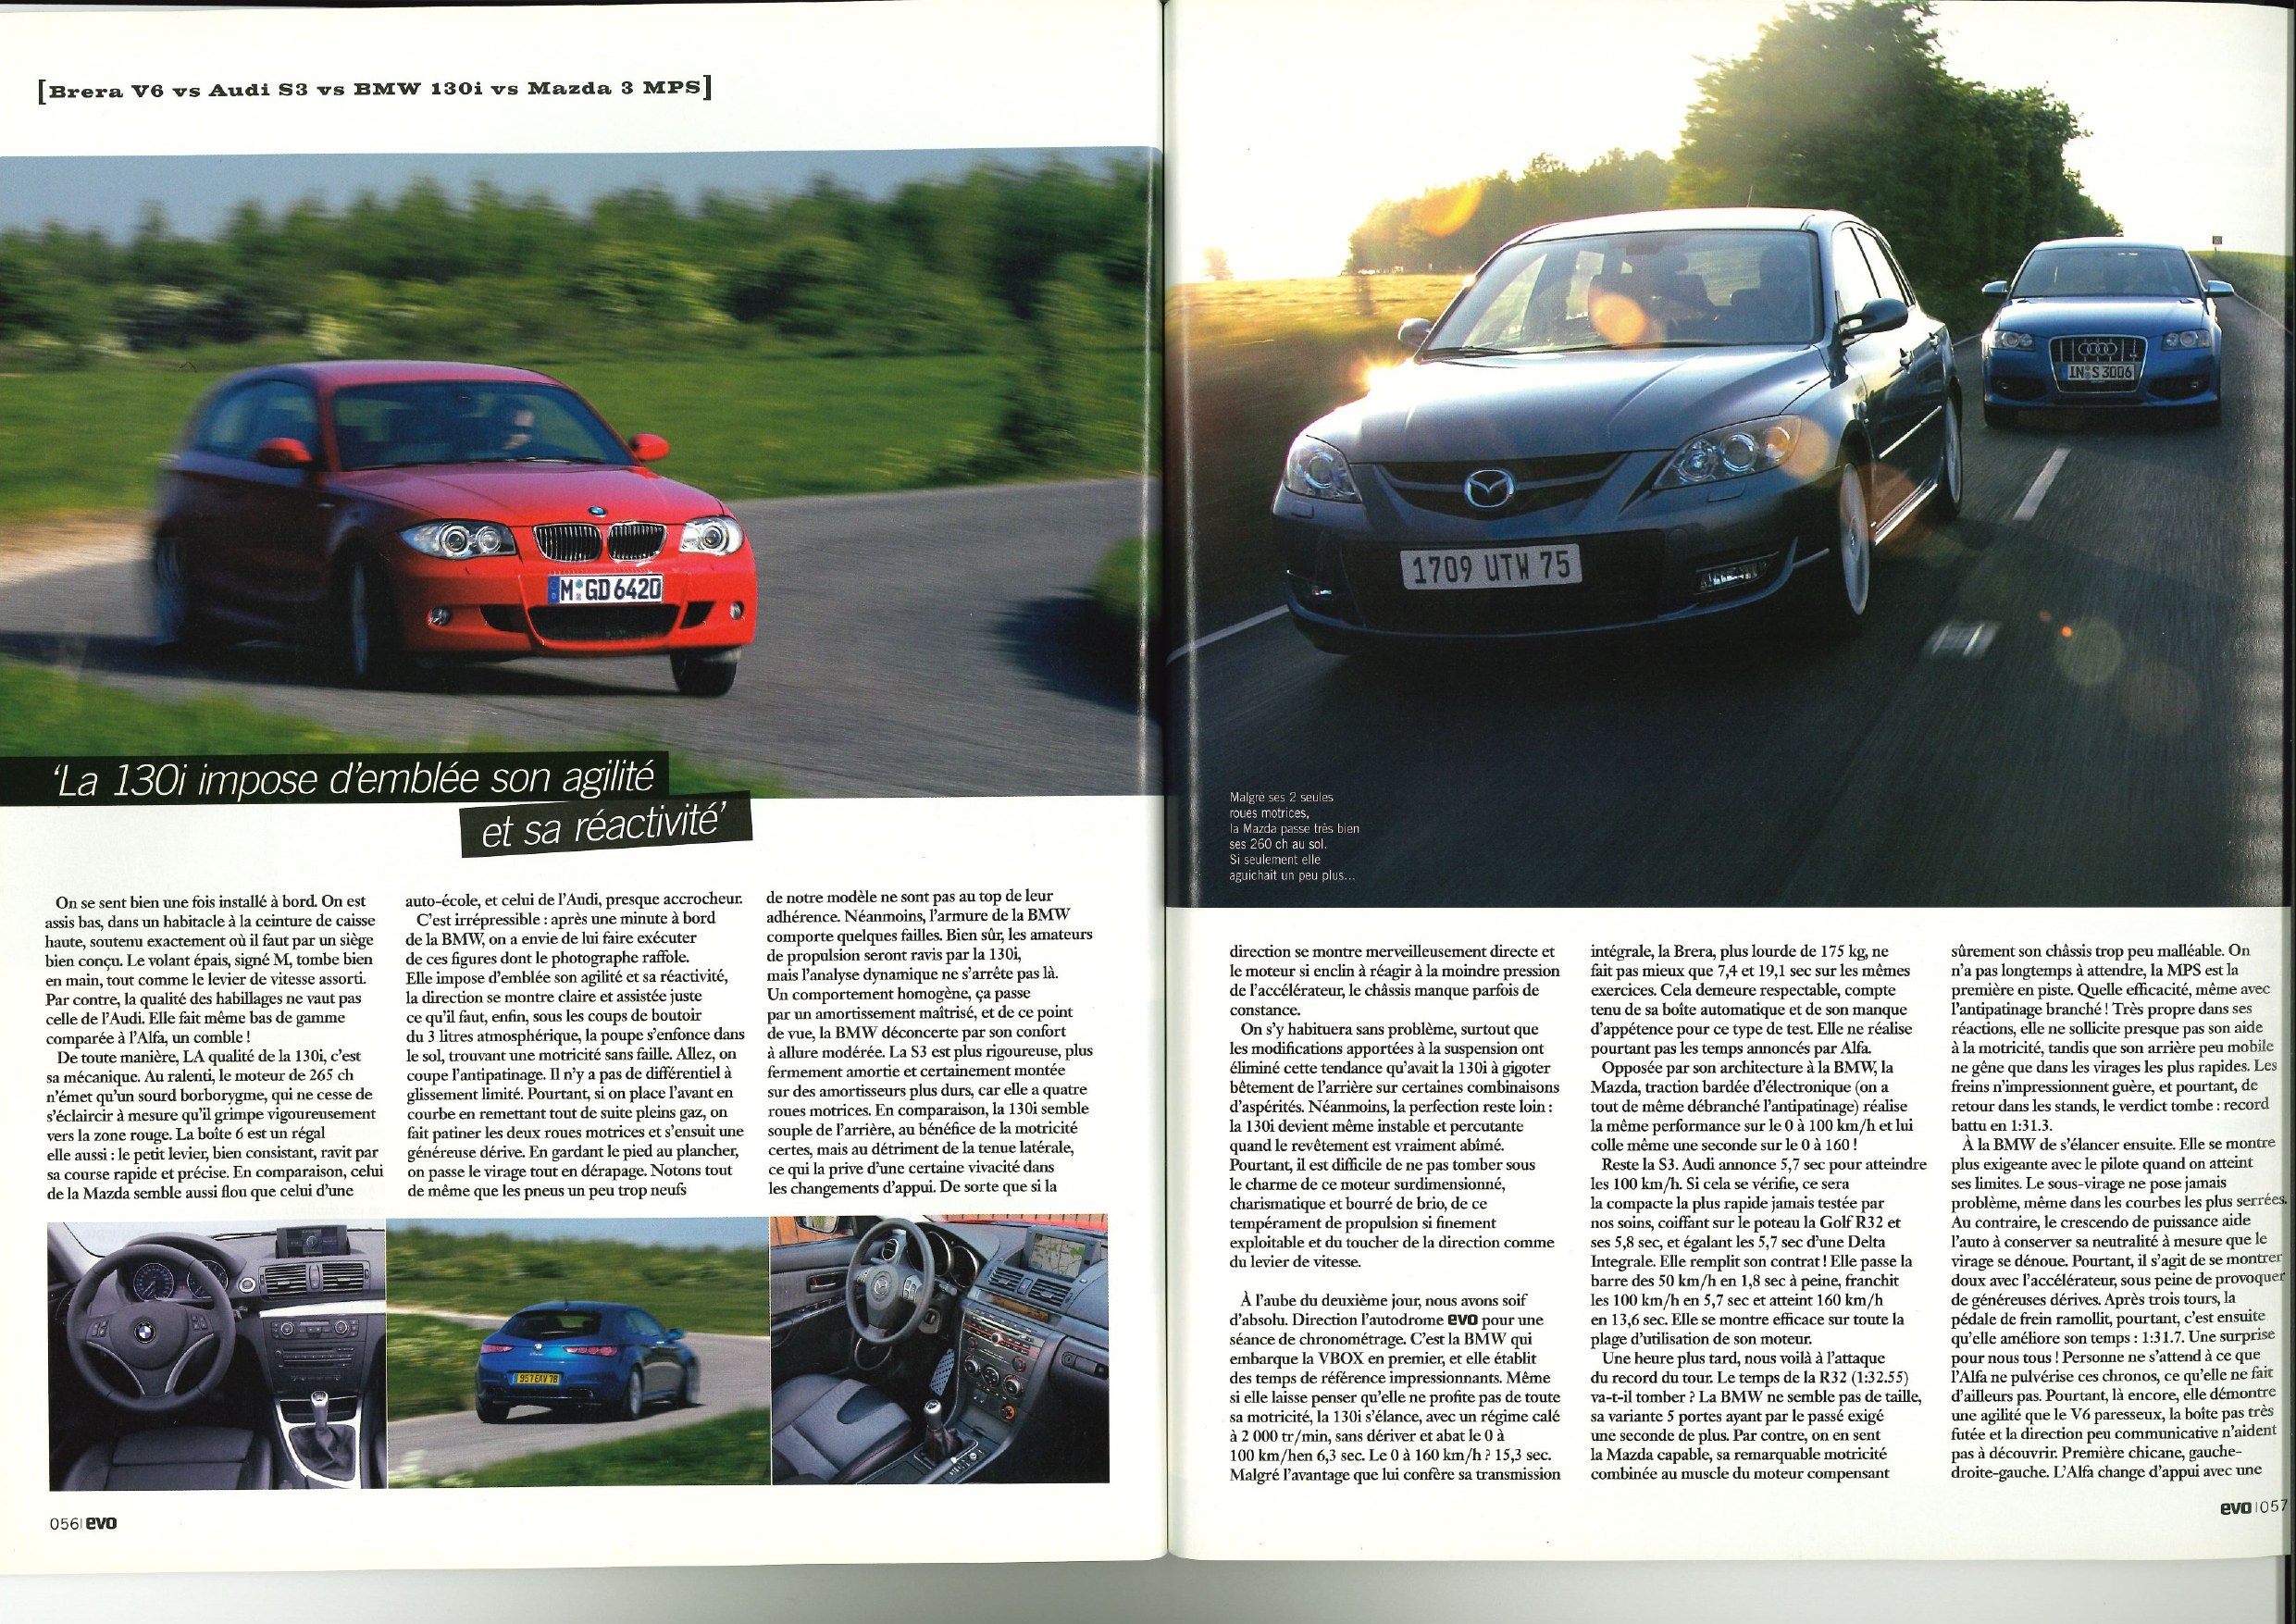 [Brera V6 vs Audi S3 vs BMW 130i vs Mazda 3 MPS]
M GD 6420
‘La 130i impose d’emblée son agilité
et sa réactivité’
On se sent bien une fois installé à bord. On est
assis bas, dans un habitacle à la ceinture de caisse
haute, soutenu exactement où il faut par un siège
bien conçu. Le volant épais, signé M, tombe bien
en main, tout comme le levier de vitesse assorti.
Par contre, la qualité des habillages ne vaut pas
celle de l’Audi. Elle fait même bas de gamme
comparée à l’Alfa, un comble !
De toute manière, LA qualité de la 130i, c’est
sa mécanique. Au ralenti, le moteur de 265 ch
n’émet qu’un sourd borborygme, qui ne cesse de
s’éclaircir à mesure qu’il grimpe vigoureusement
vers la zone rouge. La boîte 6 est un régal
elle aussi : le petit levier, bien consistant, ravit par
sa course rapide et précise. En comparaison, celui
de la Mazda semble aussi flou que celui d’une
auto-école, et celui de l’Audi, presque accrocheur.
C’est irrépressible : après une minute à bord
de la BMW, on a envie de lui faire exécuter
de ces figures dont le photographe raffole.
Elle impose d’emblée son agilité et sa réactivité,
la direction se montre claire et assistée juste
ce qu’il faut, enfin, sous les coups de boutoir
du 3 litres atmosphérique, la poupe s’enfonce dans
le sol, trouvant une motricité sans faille. Allez, on
coupe l’antipatinage. Il n’y a pas de différentiel à
glissement limité. Pourtant, si on place l’avant en
courbe en remettant tout de suite pleins gaz, on
fait patiner les deux roues motrices et s’ensuit une
généreuse dérive. En gardant le pied au plancher,
on passe le virage tout en dérapage. Notons tout
de même que les pneus un peu trop neufs
de notre modèle ne sont pas au top de leur
adhérence. Néanmoins, l’armure de la BMW
comporte quelques failles. Bien sûr, les amateurs
de propulsion seront ravis par la 130i,
mais l’analyse dynamique ne s’arrête pas là.
Un comportement homogène, ça passe
par un amortissement maîtrisé, et de ce point
de vue, la BMW déconcerte par son confort
à allure modérée. La S3 est plus rigoureuse, plus
fermement amortie et certainement montée
sur des amortisseurs plus durs, car elle a quatre
roues motrices. En comparaison, la 130i semble
souple de l’arrière, au bénéfice de la motricité
certes, mais au détriment de la tenue latérale,
ce qui la prive d’une certaine vivacité dans
les changements d’appui. De sorte que si la
957 EAV 78
056 | evo
IN S 3006
1709 UTW 75
Malgré ses 2 seules
roues motrices,
la Mazda passe très bien
ses 260 ch au sol.
Si seulement elle
aguichait un peu plus...
direction se montre merveilleusement directe et
le moteur si enclin à réagir à la moindre pression
de l’accélérateur, le châssis manque parfois de
constance.
On s’y habituera sans problème, surtout que
les modifications apportées à la suspension ont
éliminé cette tendance qu’avait la 130i à gigoter
bêtement de l’arrière sur certaines combinaisons
d’aspérités. Néanmoins, la perfection reste loin :
la 130i devient même instable et percutante
quand le revêtement est vraiment abîmé.
Pourtant, il est difficile de ne pas tomber sous
le charme de ce moteur surdimensionné,
charismatique et bourré de brio, de ce
tempérament de propulsion si finement
exploitable et du toucher de la direction comme
du levier de vitesse.
À l’aube du deuxième jour, nous avons soif
d’absolu. Direction l’autodrome evo pour une
séance de chronométrage. C’est la BMW qui
embarque la VBOX en premier, et elle établit
des temps de référence impressionnants. Même
si elle laisse penser qu’elle ne profite pas de toute
sa motricité, la 130i s’élance, avec un régime calé
à 2 000 tr/min, sans dériver et abat le 0 à
100 km/hen 6,3 sec. Le 0 à 160 km/h ? 15,3 sec.
Malgré l’avantage que lui confère sa transmission
intégrale, la Brera, plus lourde de 175 kg, ne
fait pas mieux que 7,4 et 19,1 sec sur les mêmes
exercices. Cela demeure respectable, compte
tenu de sa boîte automatique et de son manque
d’appétence pour ce type de test. Elle ne réalise
pourtant pas les temps annoncés par Alfa.
Opposée par son architecture à la BMW, la
Mazda, traction bardée d’électronique (on a
tout de même débranché l’antipatinage) réalise
la même performance sur le 0 à 100 km/h et lui
colle même une seconde sur le 0 à 160 !
Reste la S3. Audi annonce 5,7 sec pour atteindre
les 100 km/h. Si cela se vérifie, ce sera
la compacte la plus rapide jamais testée par
nos soins, coiffant sur le poteau la Golf R32 et
ses 5,8 sec, et égalant les 5,7 sec d’une Delta
Integrale. Elle remplit son contrat ! Elle passe la
barre des 50 km/h en 1,8 sec à peine, franchit
les 100 km/h en 5,7 sec et atteint 160 km/h
en 13,6 sec. Elle se montre efficace sur toute la
plage d’utilisation de son moteur.
Une heure plus tard, nous voilà à l’attaque
du record du tour. Le temps de la R32 (1:32.55)
va-t-il tomber ? La BMW ne semble pas de taille,
sa variante 5 portes ayant par le passé exigé
une seconde de plus. Par contre, on en sent
la Mazda capable, sa remarquable motricité
combinée au muscle du moteur compensant
sûrement son châssis trop peu malléable. On
n’a pas longtemps à attendre, la MPS est la
première en piste. Quelle efficacité, même avec
l’antipatinage branché ! Très propre dans ses
réactions, elle ne sollicite presque pas son aide
à la motricité, tandis que son arrière peu mobile
ne gêne que dans les virages les plus rapides. Les
freins n’impressionnent guère, et pourtant, de
retour dans les stands, le verdict tombe : record
battu en 1:31.3.
À la BMW de s’élancer ensuite. Elle se montre
plus exigeante avec le pilote quand on atteint
ses limites. Le sous-virage ne pose jamais
problème, même dans les courbes les plus serrées.
Au contraire, le crescendo de puissance aide
l’auto à conserver sa neutralité à mesure que le
virage se dénoue. Pourtant, il s’agit de se montrer
doux avec l’accélérateur, sous peine de provoquer
de généreuses dérives. Après trois tours, la
pédale de frein ramollit, pourtant, c’est ensuite
qu’elle améliore son temps : 1:31.7. Une surprise
pour nous tous ! Personne ne s’attend à ce que
l’Alfa ne pulvérise ces chronos, ce qu’elle ne fait
d’ailleurs pas. Pourtant, là encore, elle démontre
une agilité que le V6 paresseux, la boîte pas très
futée et la direction peu communicative n’aident
pas à découvrir. Première chicane, gauche-
droite-gauche. L’Alfa change d’appui avec une
evo | 057